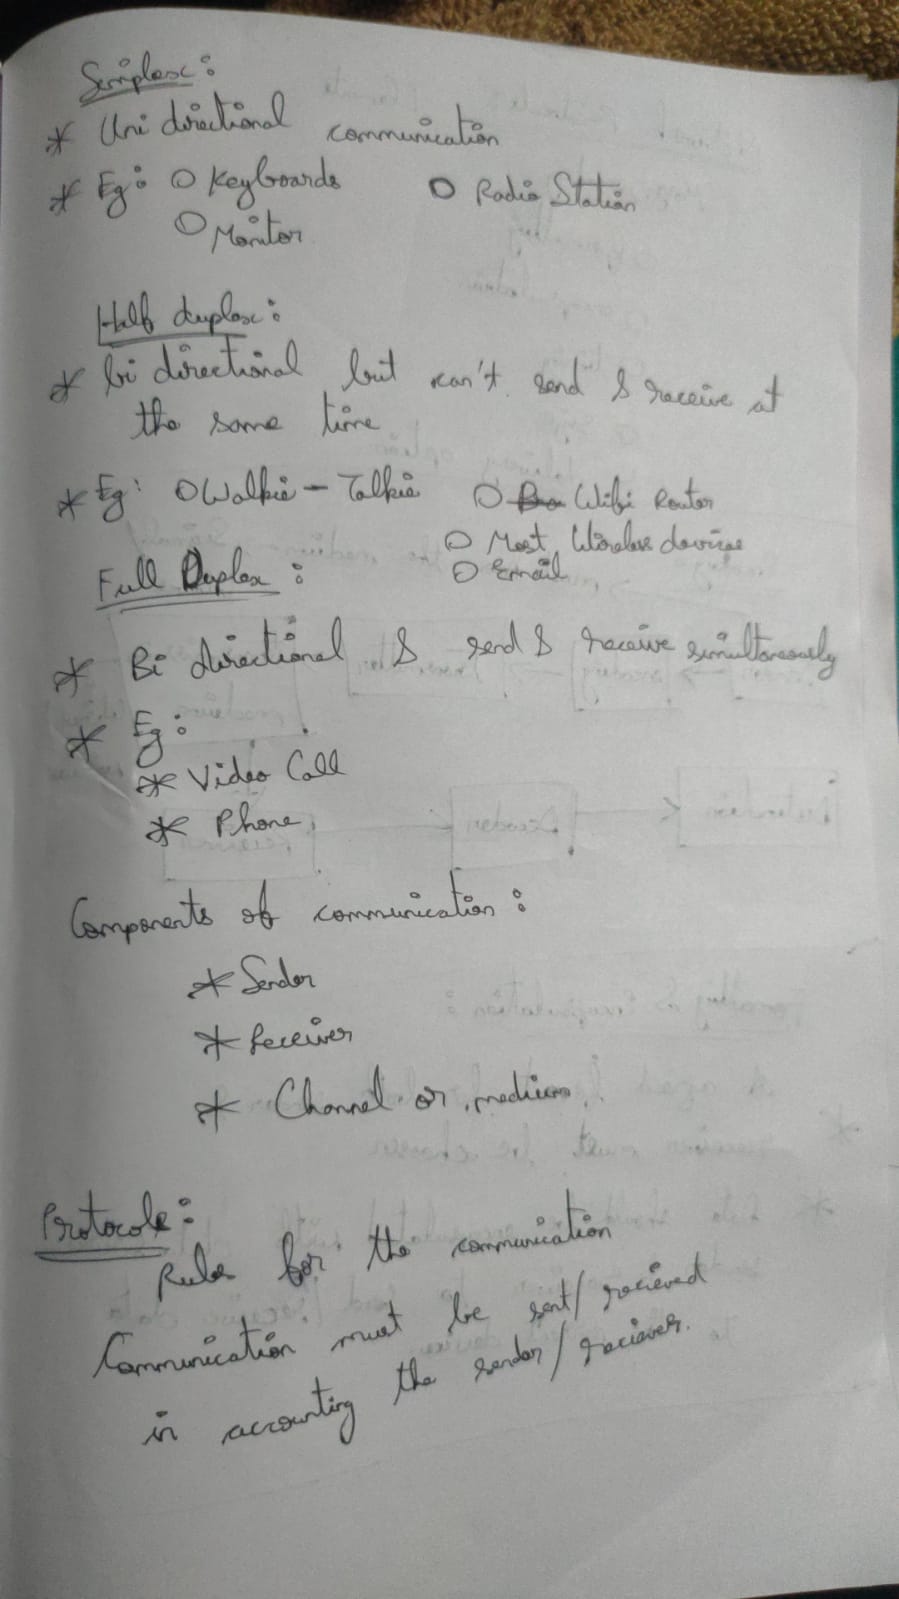 Simplex:
* Uni directional communication
* Eg: O Keyboards O Radio Station
O Monitor
Half duplex:
* bi directional but can't send & receive at
the same time
* Eg: O Walkie - Talkie O Wifi Router
O Most Wireless devices
O Email
Full Duplex:
* Bi directional & send & receive simultaneously
* Eg:
* Video Call
* Phone
Components of communication:
* Sender
* Receiver
* Channel or medium
Protocols:
Rules for the communication
Communication must be sent/recieved
in accounting the sender/reciever.